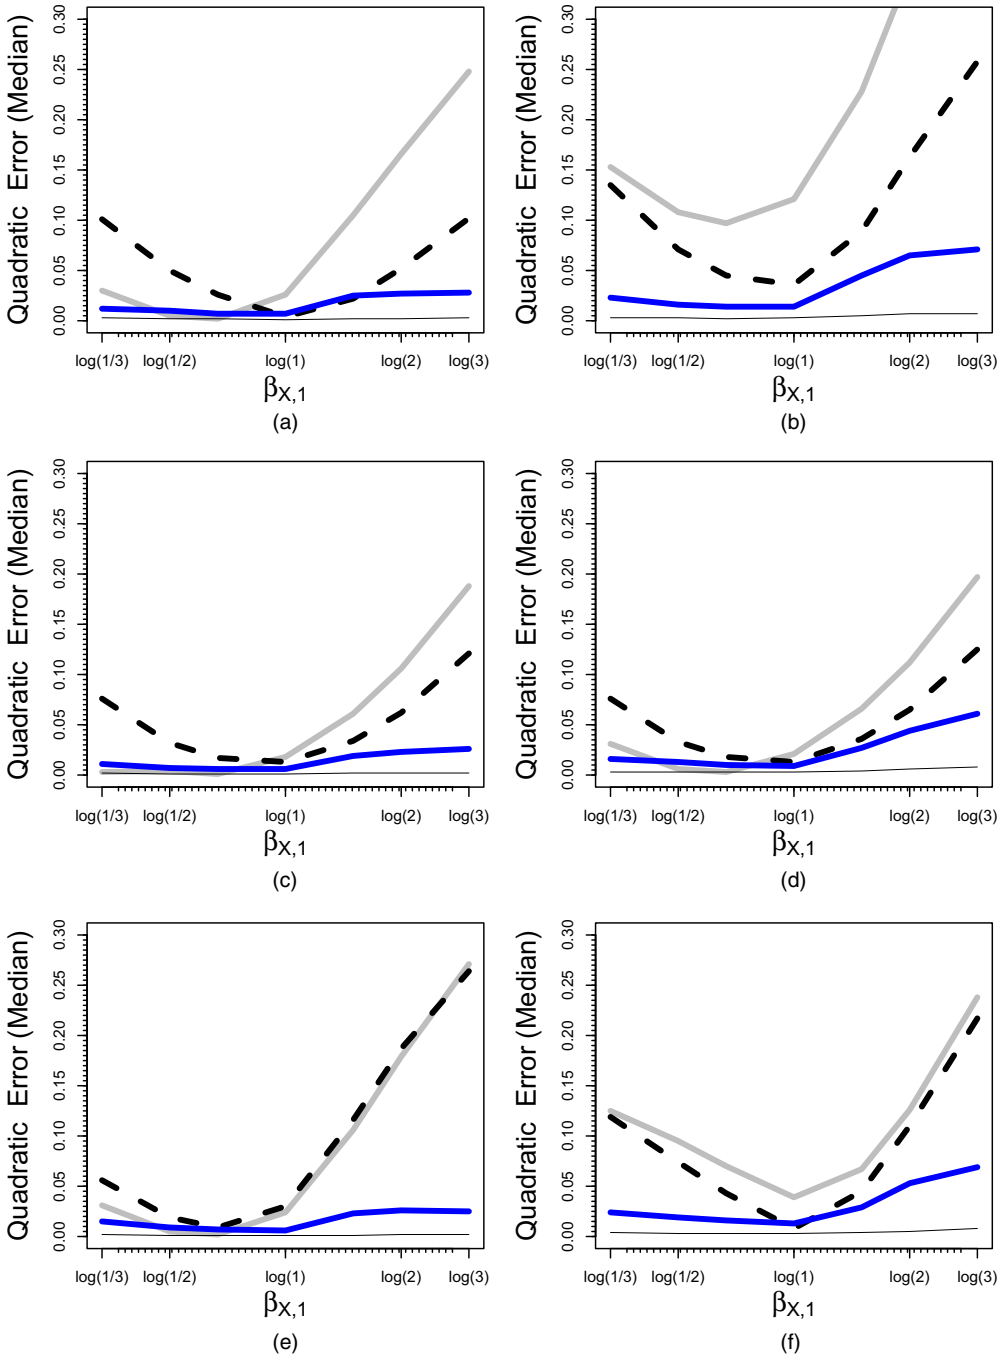 Quadratic Error (Median)
0.00 0.05 0.10 0.15 0.20 0.25 0.30
log(1/3) log(1/2) log(1) log(2) log(3)
βX,1
(a)
Quadratic Error (Median)
0.00 0.05 0.10 0.15 0.20 0.25 0.30
log(1/3) log(1/2) log(1) log(2) log(3)
βX,1
(b)
Quadratic Error (Median)
0.00 0.05 0.10 0.15 0.20 0.25 0.30
log(1/3) log(1/2) log(1) log(2) log(3)
βX,1
(c)
Quadratic Error (Median)
0.00 0.05 0.10 0.15 0.20 0.25 0.30
log(1/3) log(1/2) log(1) log(2) log(3)
βX,1
(d)
Quadratic Error (Median)
0.00 0.05 0.10 0.15 0.20 0.25 0.30
log(1/3) log(1/2) log(1) log(2) log(3)
βX,1
(e)
Quadratic Error (Median)
0.00 0.05 0.10 0.15 0.20 0.25 0.30
log(1/3) log(1/2) log(1) log(2) log(3)
βX,1
(f)